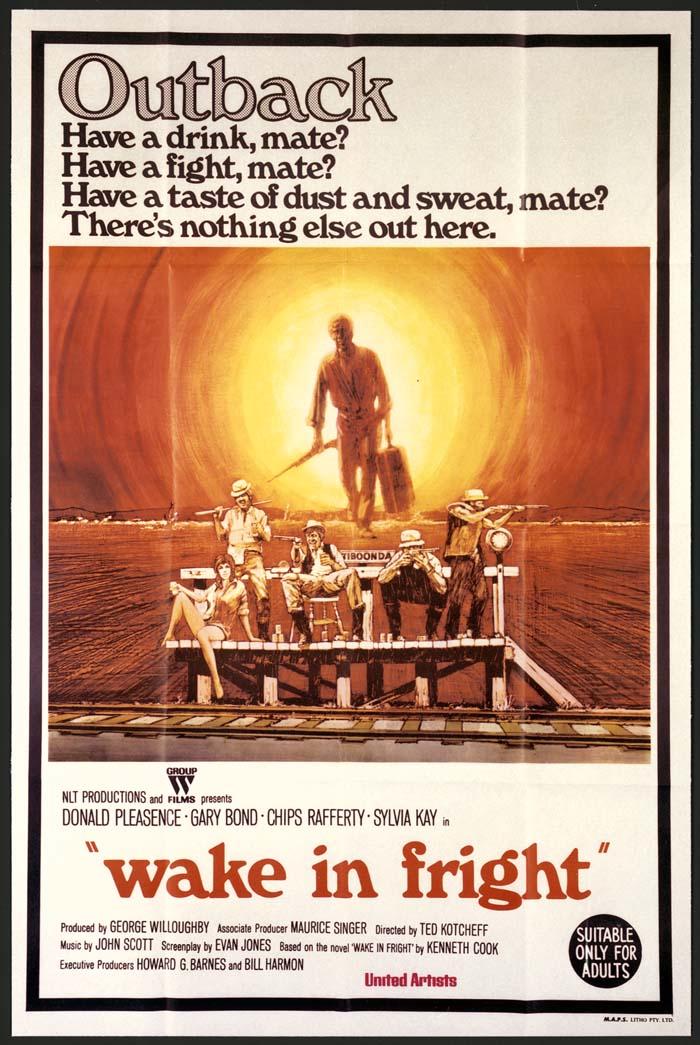 Outback
Have a drink, mate?
Have a fight, mate?
Have a taste of dust and sweat, mate?
There's nothing else out here.
TIBOONDA
GROUP
W
FILMS
NLT PRODUCTIONS and presents
DONALD PLEASENCE · GARY BOND · CHIPS RAFFERTY · SYLVIA KAY in
"wake in fright"
Produced by GEORGE WILLOUGHBY Associate Producer MAURICE SINGER Directed by TED KOTCHEFF
Music by JOHN SCOTT Screenplay by EVAN JONES Based on the novel 'WAKE IN FRIGHT' by KENNETH COOK
Executive Producers HOWARD G. BARNES and BILL HARMON
United Artists
SUITABLE
ONLY FOR
ADULTS
M.A.P.S. LITHO PTY. LTD.